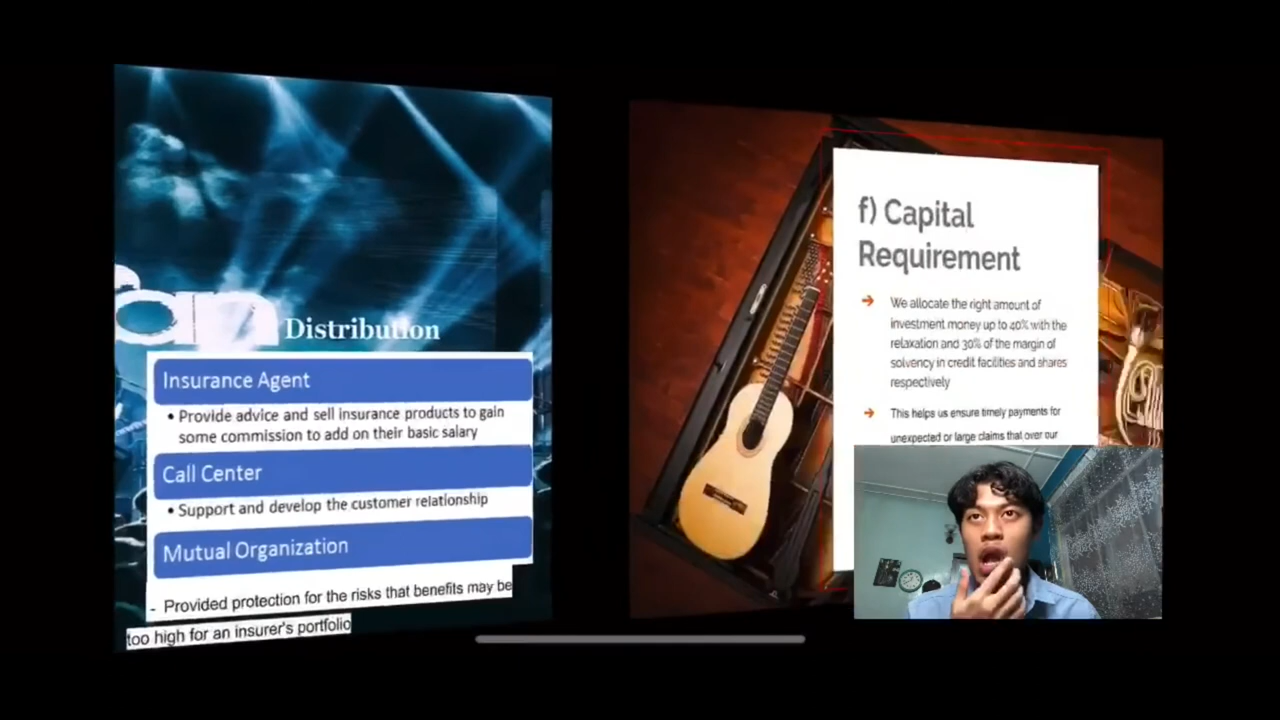 an
Distribution
Insurance Agent
• Provide advice and sell insurance products to gain
some commission to add on their basic salary
Call Center
• Support and develop the customer relationship
Mutual Organization
- Provided protection for the risks that benefits may be
too high for an insurer's portfolio
f) Capital
Requirement
➔ We allocate the right amount of
investment money up to 40% with the
relaxation and 30% of the margin of
solvency in credit facilities and shares
respectively
➔ This helps us ensure timely payments for
unexpected or large claims that over our